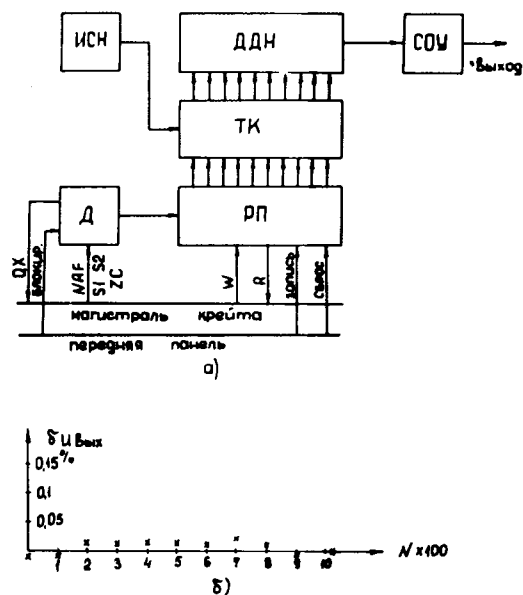 ИСН
ДДН
СОУ
Выход
ТК
Д
РП
QX
Блокир.
NAF
S1 S2
ZC
W
R
Запись
Сброс
магистраль крейта
передняя панель
а)
δ U вых
0,15%
0,1
0,05
1 2 3 4 5 6 7 8 9 10
N×100
б)